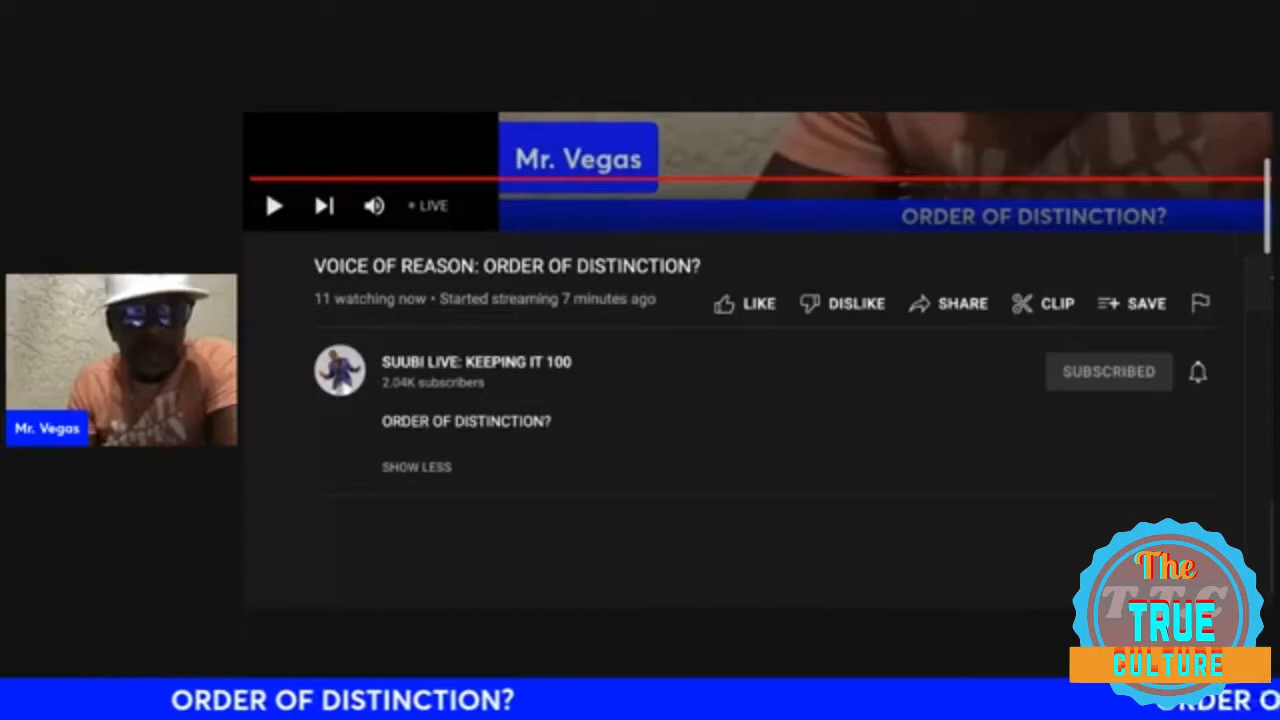 Mr. Vegas
LIVE
ORDER OF DISTINCTION?
VOICE OF REASON: ORDER OF DISTINCTION?
11 watching now • Started streaming 7 minutes ago
LIKE DISLIKE SHARE CLIP SAVE
SUUBI LIVE: KEEPING IT 100
2.04K subscribers
SUBSCRIBED
ORDER OF DISTINCTION?
SHOW LESS
Mr. Vegas
The
T.T.C
TRUE
CULTURE
ORDER OF DISTINCTION?
ORDER O